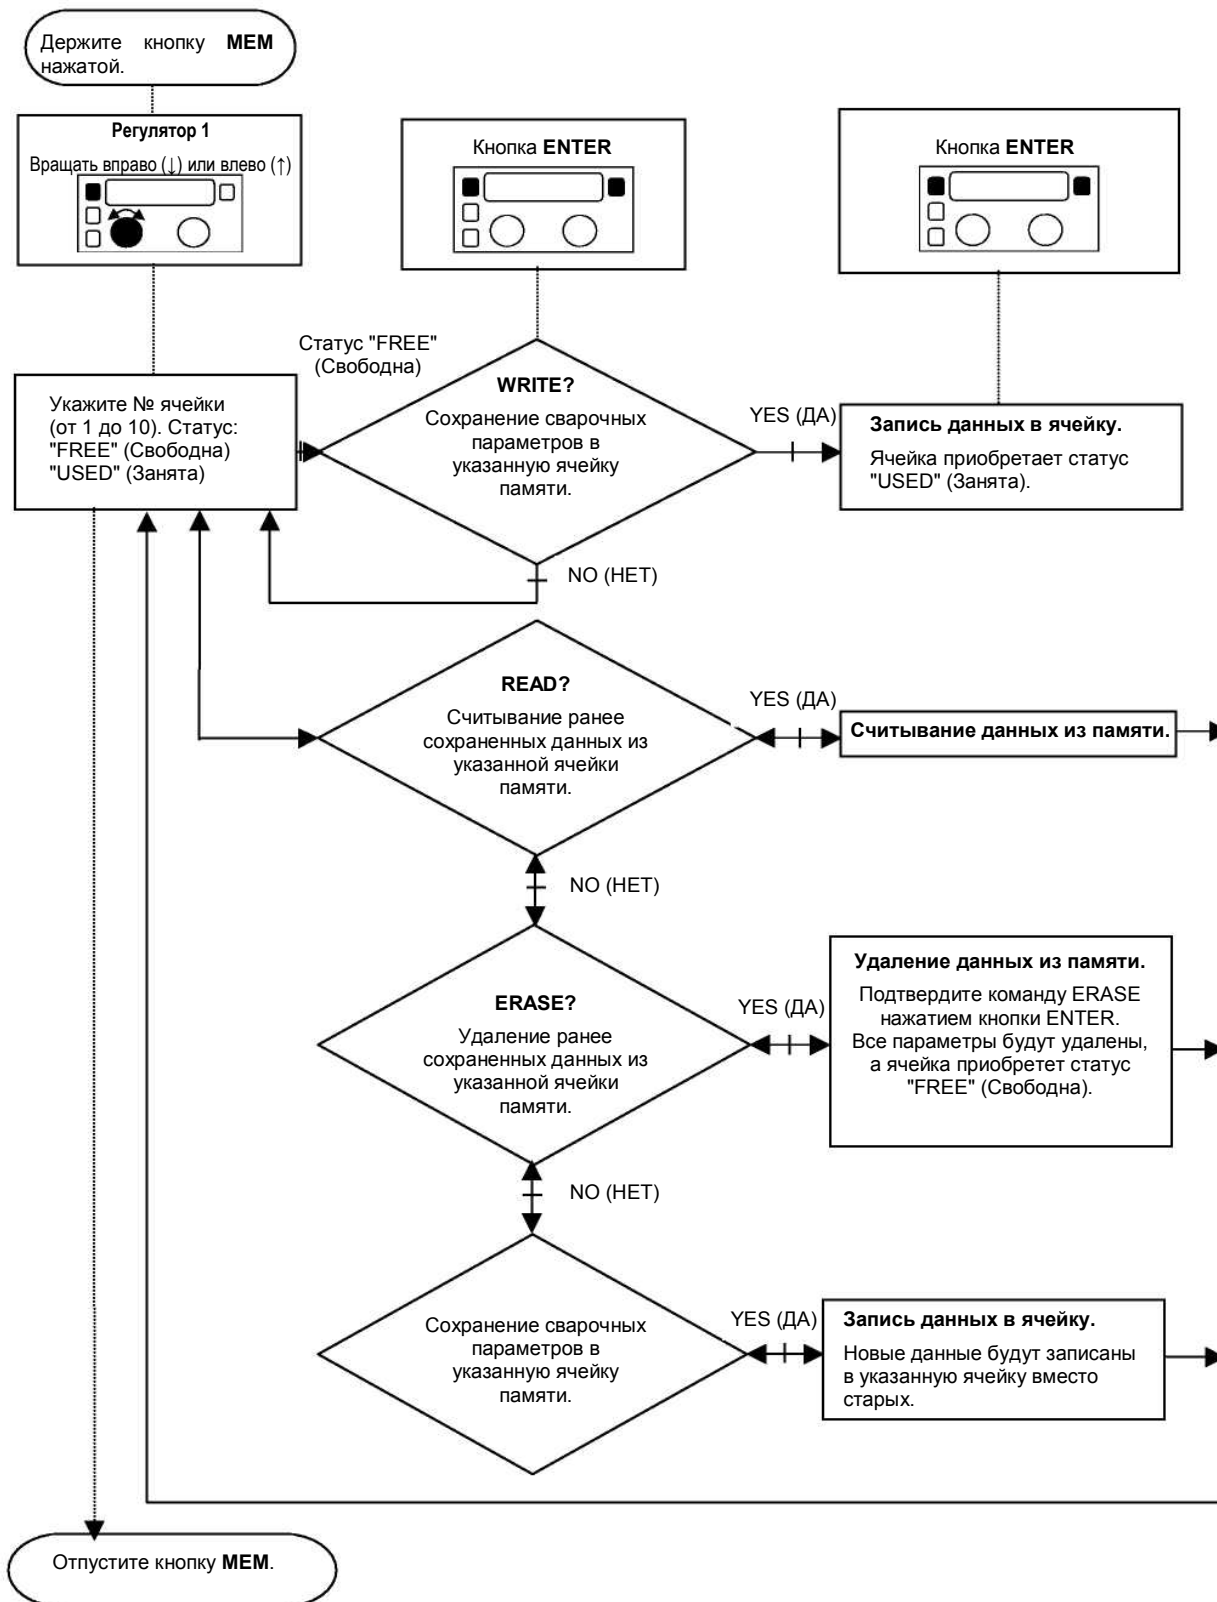 Держите кнопку MEM
нажатой.
Регулятор 1
Вращать вправо (↓) или влево (↑)
Кнопка ENTER
Кнопка ENTER
Статус "FREE"
(Свободна)
Укажите № ячейки
(от 1 до 10). Статус:
"FREE" (Свободна)
"USED" (Занята)
WRITE?
Сохранение сварочных
параметров в
указанную ячейку
памяти.
YES (ДА)
Запись данных в ячейку.
Ячейка приобретает статус
"USED" (Занята).
NO (НЕТ)
READ?
Считывание ранее
сохраненных данных из
указанной ячейки
памяти.
YES (ДА)
Считывание данных из памяти.
NO (НЕТ)
ERASE?
Удаление ранее
сохраненных данных из
указанной ячейки
памяти.
YES (ДА)
Удаление данных из памяти.
Подтвердите команду ERASE
нажатием кнопки ENTER.
Все параметры будут удалены,
а ячейка приобретет статус
"FREE" (Свободна).
NO (НЕТ)
Сохранение сварочных
параметров в
указанную ячейку
памяти.
YES (ДА)
Запись данных в ячейку.
Новые данные будут записаны
в указанную ячейку вместо
старых.
Отпустите кнопку MEM.